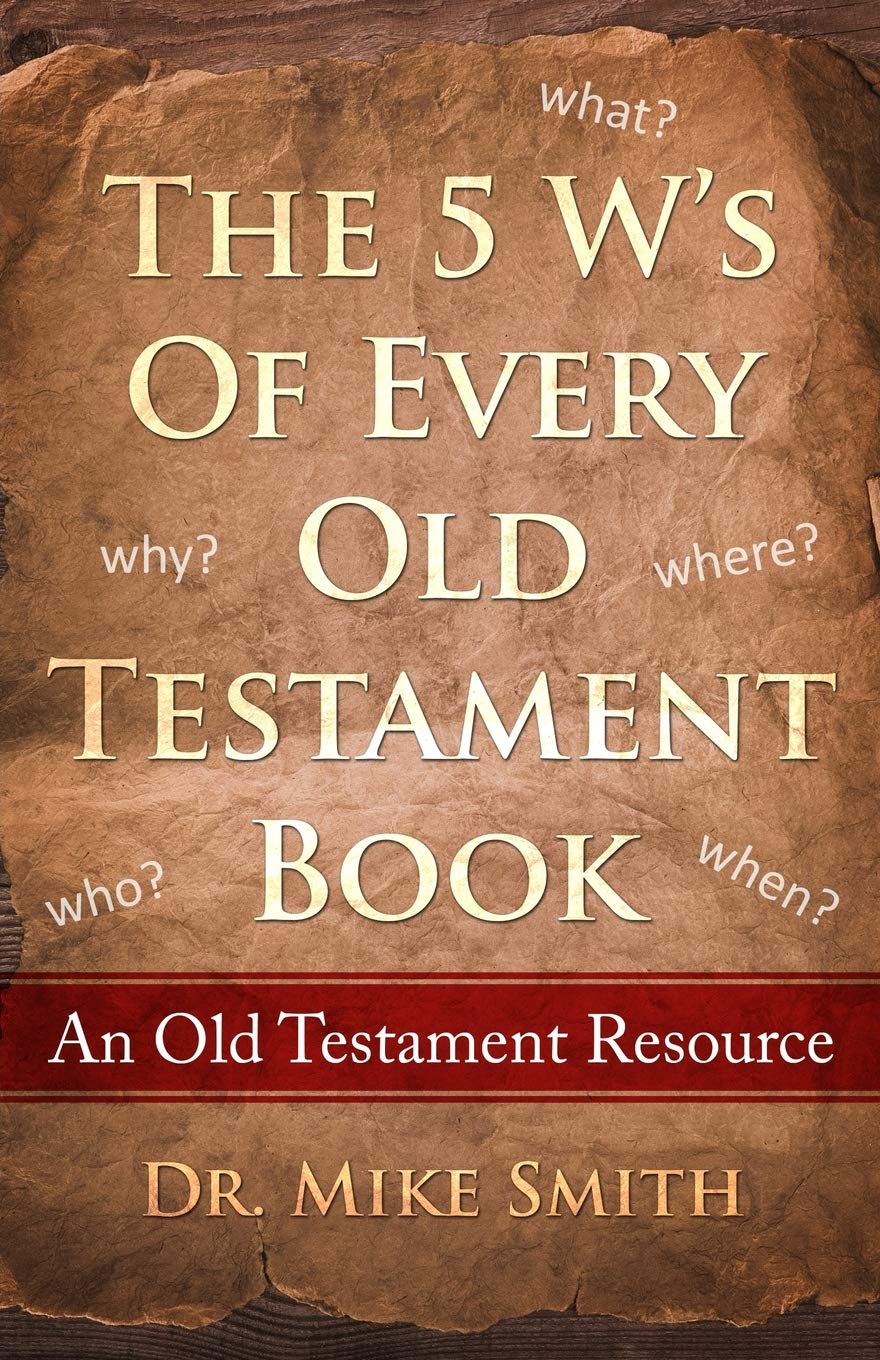 what?
THE 5 W'S
OF EVERY
OLD
why?
where?
TESTAMENT
BOOK
who?
when?
An Old Testament Resource
DR. MIKE SMITH